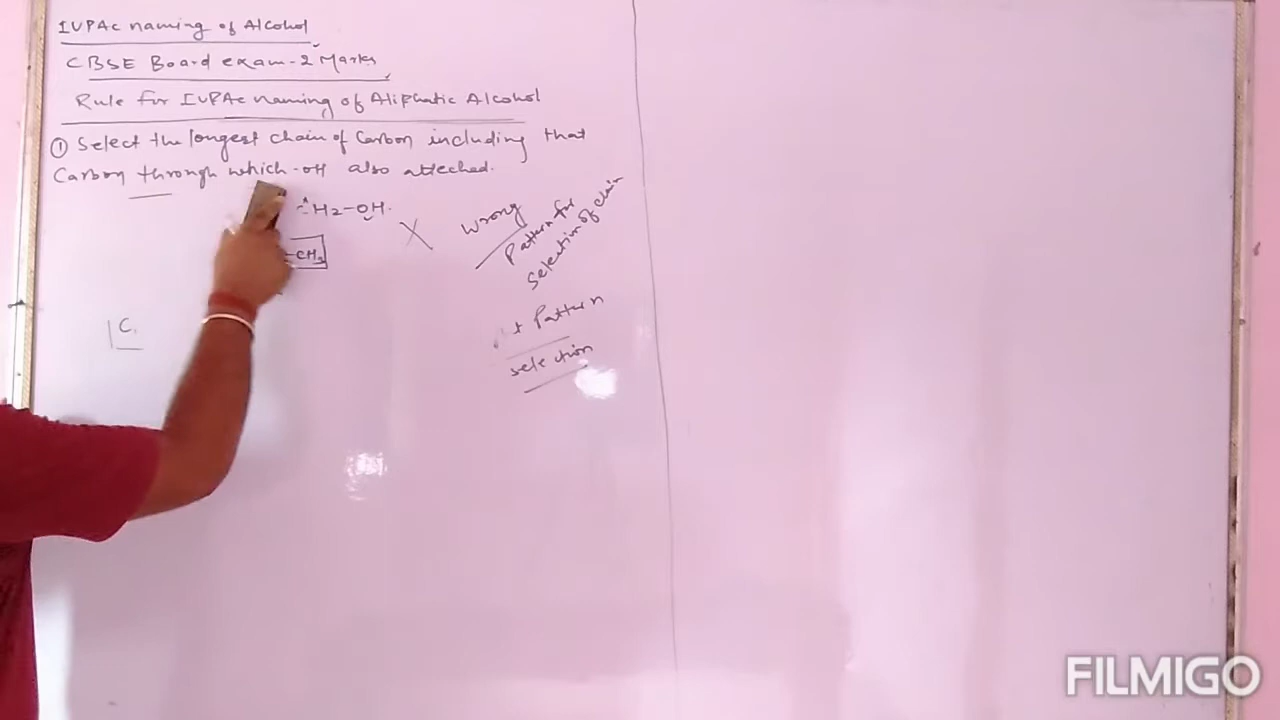 IUPAc naming of Alcohol
CBSE Board exam-2 Marks
Rule for IUPAc naming of Aliphatic Alcohol
① Select the longest chain of Carbon including that
Carbon through which -OH also atteched.
H2-OH.
-CH3
X
Wrong
Pattern for
selection of chain
C.
Pattern
selection
FILMIGO